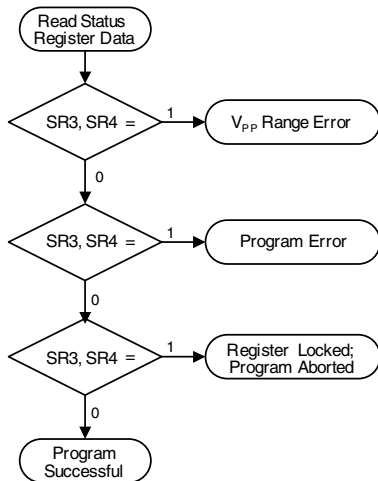 Read Status
Register Data
SR3, SR4 =
1
V_PP Range Error
0
SR3, SR4 =
1
Program Error
0
SR3, SR4 =
1
Register Locked;
Program Aborted
0
Program
Successful